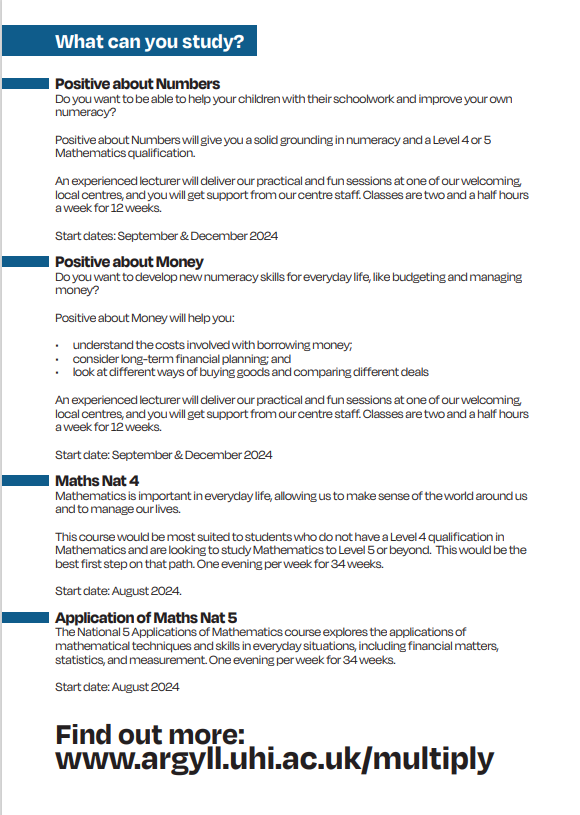 What can you study?
Positive about Numbers
Do you want to be able to help your children with their schoolwork and improve your own
numeracy?
Positive about Numbers will give you a solid grounding in numeracy and a Level 4 or 5
Mathematics qualification.
An experienced lecturer will deliver our practical and fun sessions at one of our welcoming,
local centres, and you will get support from our centre staff. Classes are two and a half hours
a week for 12 weeks.
Start dates: September & December 2024
Positive about Money
Do you want to develop new numeracy skills for everyday life, like budgeting and managing
money?
Positive about Money will help you:
• understand the costs involved with borrowing money;
• consider long-term financial planning; and
• look at different ways of buying goods and comparing different deals
An experienced lecturer will deliver our practical and fun sessions at one of our welcoming,
local centres, and you will get support from our centre staff. Classes are two and a half hours
a week for 12 weeks.
Start date: September & December 2024
Maths Nat 4
Mathematics is important in everyday life, allowing us to make sense of the world around us
and to manage our lives.
This course would be most suited to students who do not have a Level 4 qualification in
Mathematics and are looking to study Mathematics to Level 5 or beyond. This would be the
best first step on that path. One evening per week for 34 weeks.
Start date: August 2024.
Application of Maths Nat 5
The National 5 Applications of Mathematics course explores the applications of
mathematical techniques and skills in everyday situations, including financial matters,
statistics, and measurement. One evening per week for 34 weeks.
Start date: August 2024
Find out more:
www.argyll.uhi.ac.uk/multiply